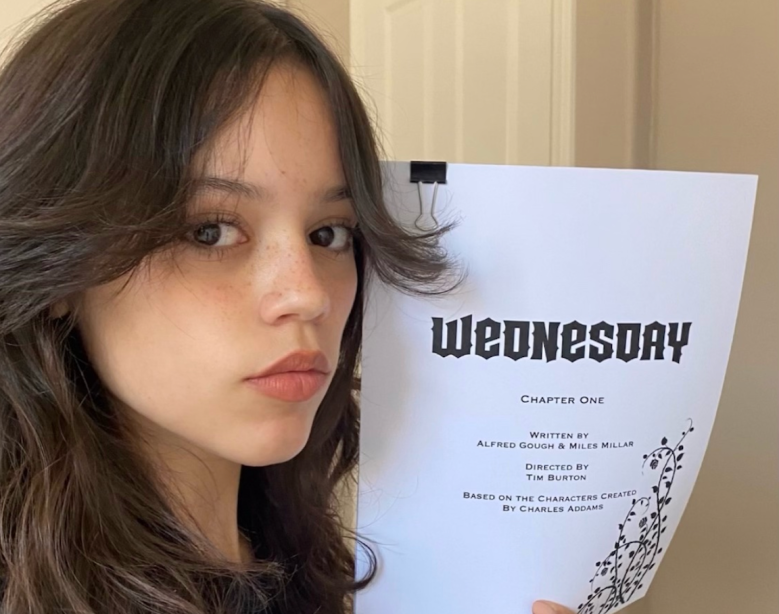 WEDNESDAY
CHAPTER ONE
WRITTEN BY
ALFRED GOUGH & MILES MILLAR
DIRECTED BY
TIM BURTON
BASED ON THE CHARACTERS CREATED
BY CHARLES ADDAMS